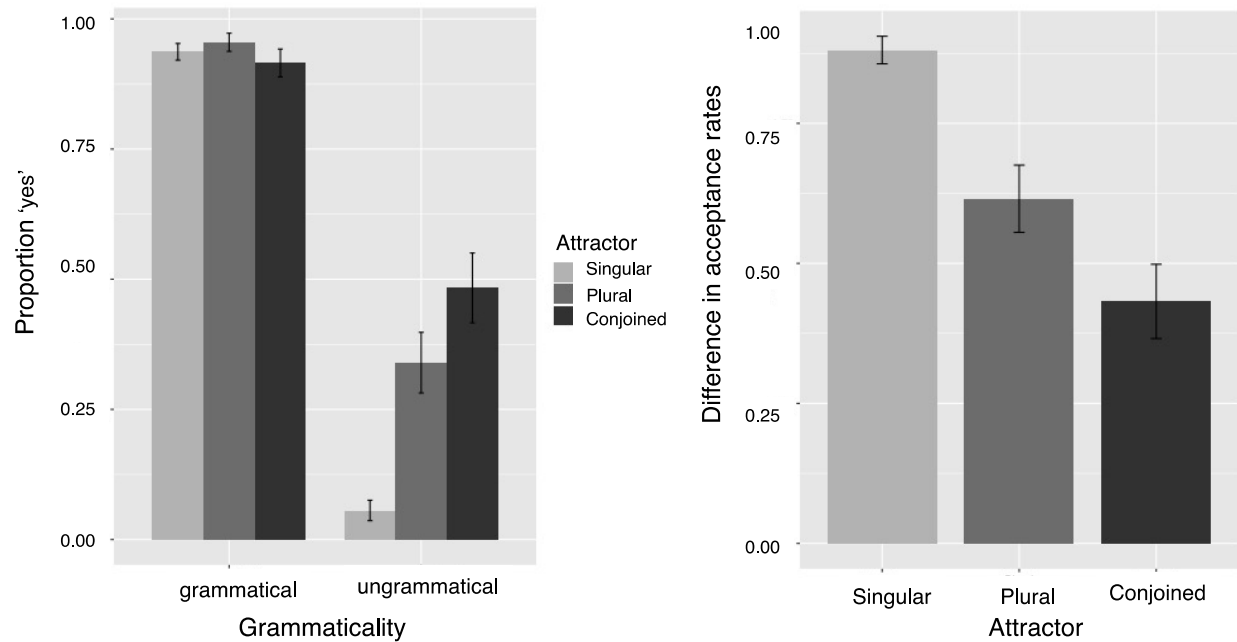 1.00
0.75
0.50
0.25
0.00
Proportion ‘yes’
grammatical
ungrammatical
Grammaticality
Attractor
Singular
Plural
Conjoined
1.00
0.75
0.50
0.25
0.00
Difference in acceptance rates
Singular
Plural
Conjoined
Attractor